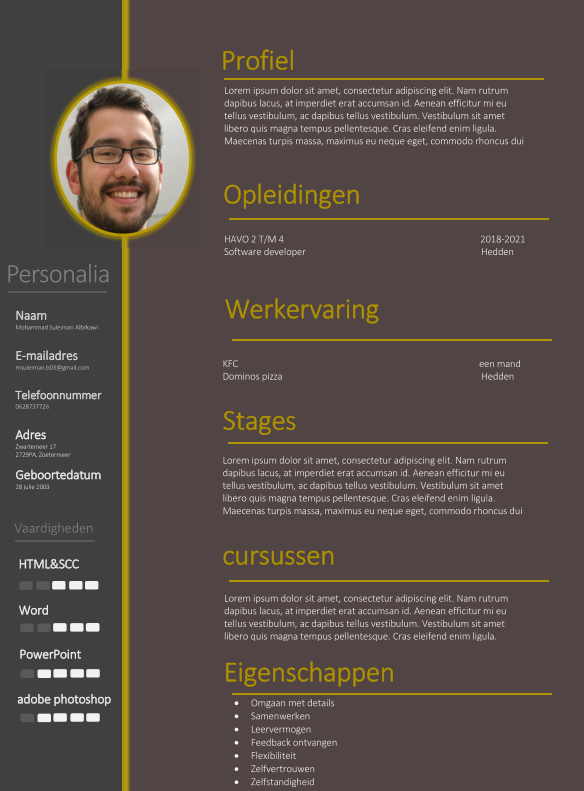 Personalia
Naam
Mohammad Suleiman Albrkawi
E-mailadres
msuleiman.b03@gmail.com
Telefoonnummer
0628737726
Adres
Zwartemeer 17
2729PA, Zoetermeer
Geboortedatum
28 julie 2003
Vaardigheden
HTML&SCC
Word
PowerPoint
adobe photoshop
Profiel
Lorem ipsum dolor sit amet, consectetur adipiscing elit. Nam rutrum
dapibus lacus, at imperdiet erat accumsan id. Aenean efficitur mi eu
tellus vestibulum, ac dapibus tellus vestibulum. Vestibulum sit amet
libero quis magna tempus pellentesque. Cras eleifend enim ligula.
Maecenas turpis massa, maximus eu neque eget, commodo rhoncus dui
Opleidingen
HAVO 2 T/M 4 2018-2021
Software developer Hedden
Werkervaring
KFC een mand
Dominos pizza Hedden
Stages
Lorem ipsum dolor sit amet, consectetur adipiscing elit. Nam rutrum
dapibus lacus, at imperdiet erat accumsan id. Aenean efficitur mi eu
tellus vestibulum, ac dapibus tellus vestibulum. Vestibulum sit amet
libero quis magna tempus pellentesque. Cras eleifend enim ligula.
Maecenas turpis massa, maximus eu neque eget, commodo rhoncus dui
cursussen
Lorem ipsum dolor sit amet, consectetur adipiscing elit. Nam rutrum
dapibus lacus, at imperdiet erat accumsan id. Aenean efficitur mi eu
tellus vestibulum, ac dapibus tellus vestibulum. Vestibulum sit amet
libero quis magna tempus pellentesque. Cras eleifend enim ligula.
Eigenschappen
• Omgaan met details
• Samenwerken
• Leervermogen
• Feedback ontvangen
• Flexibiliteit
• Zelfvertrouwen
• Zelfstandigheid